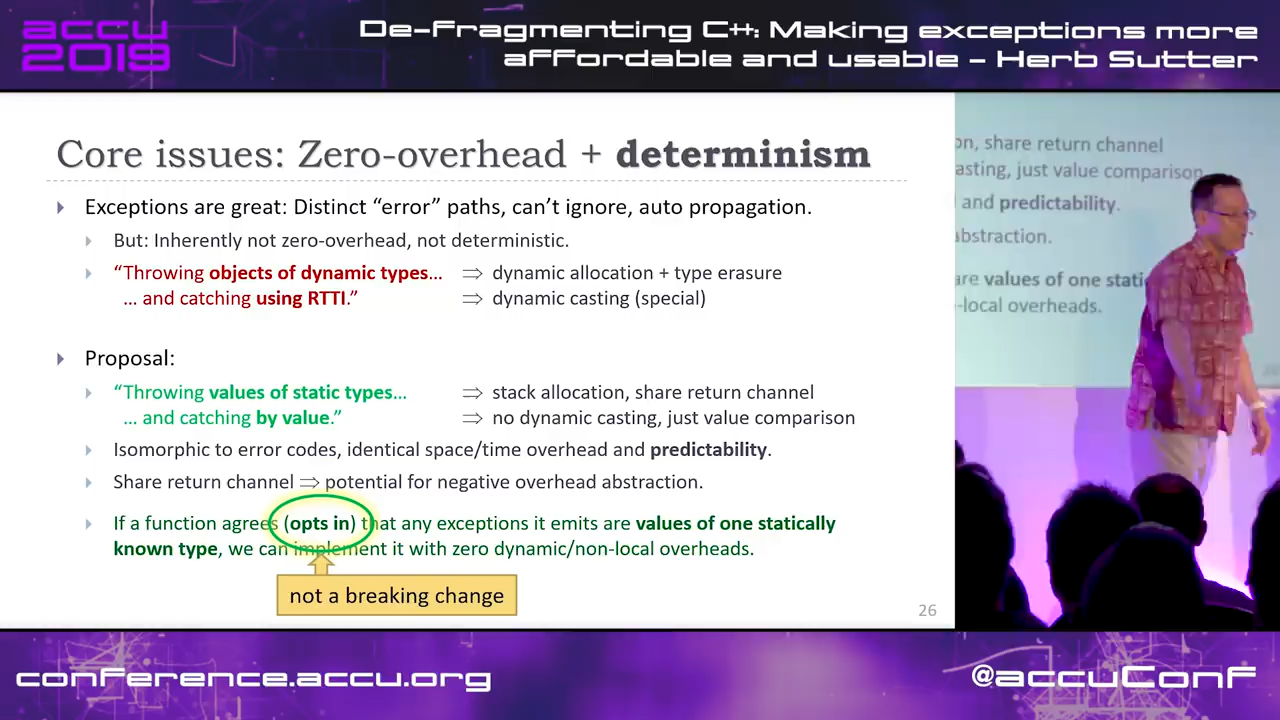 accu
2019
De-Fragmenting C++: Making exceptions more
affordable and usable - Herb Sutter
Core issues: Zero-overhead + determinism
Exceptions are great: Distinct “error” paths, can’t ignore, auto propagation.
But: Inherently not zero-overhead, not deterministic.
“Throwing objects of dynamic types… ⇒ dynamic allocation + type erasure
… and catching using RTTI.” ⇒ dynamic casting (special)
Proposal:
“Throwing values of static types… ⇒ stack allocation, share return channel
… and catching by value.” ⇒ no dynamic casting, just value comparison
Isomorphic to error codes, identical space/time overhead and predictability.
Share return channel ⇒ potential for negative overhead abstraction.
If a function agrees (opts in) that any exceptions it emits are values of one statically
known type, we can implement it with zero dynamic/non-local overheads.
not a breaking change
26
on, share return channel
asting, just value comparison
and predictability.
abstraction.
are values of one stati
-local overheads.
conference.accu.org
@accuConf